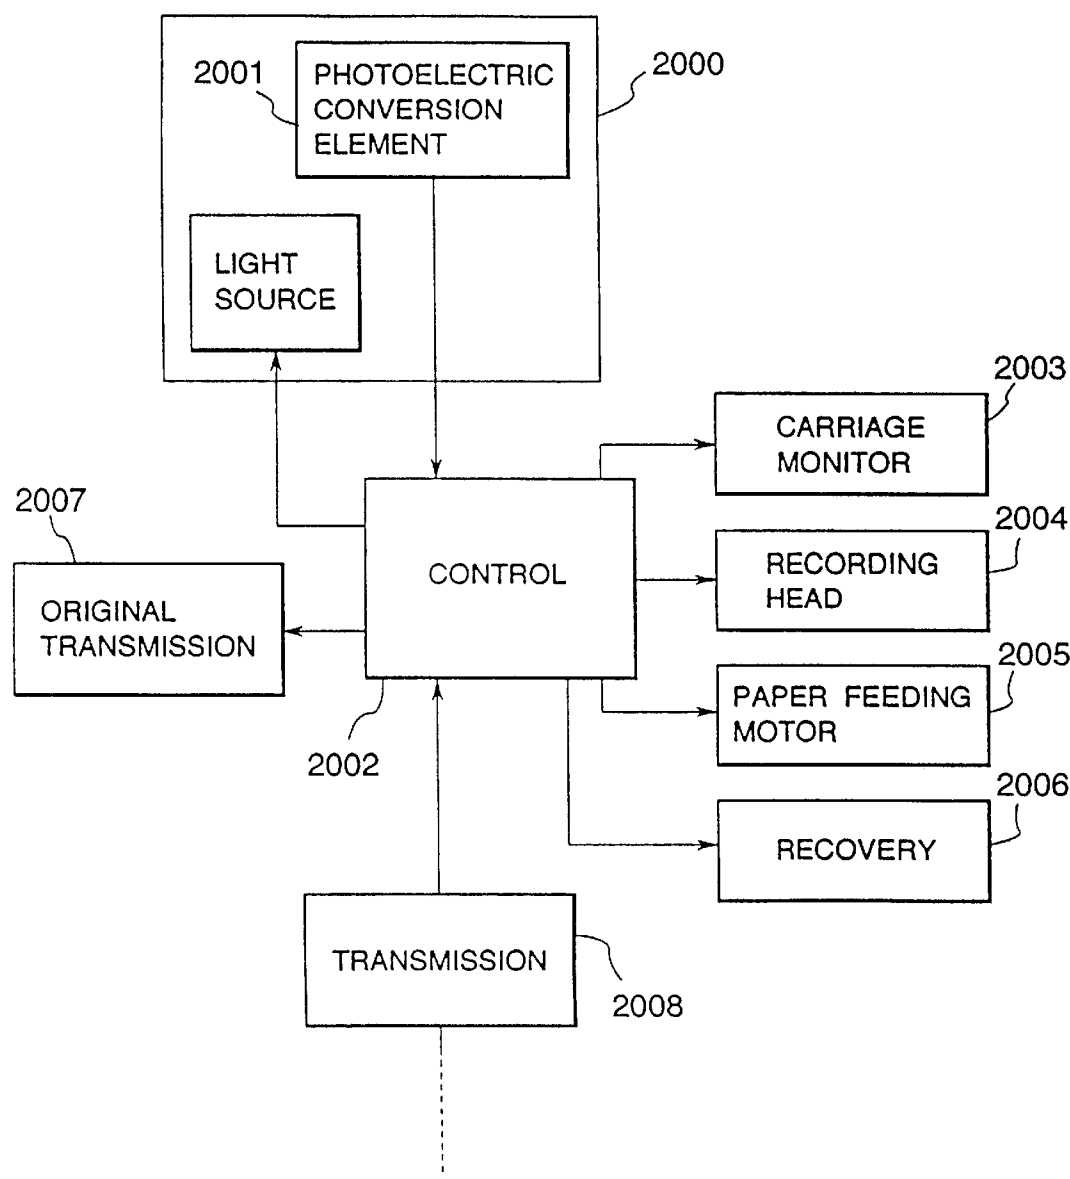 2001
PHOTOELECTRIC
CONVERSION
ELEMENT
2000
LIGHT
SOURCE
2003
CARRIAGE
MONITOR
2007
2004
RECORDING
HEAD
CONTROL
ORIGINAL
TRANSMISSION
2005
PAPER FEEDING
MOTOR
2002
2006
RECOVERY
TRANSMISSION
2008